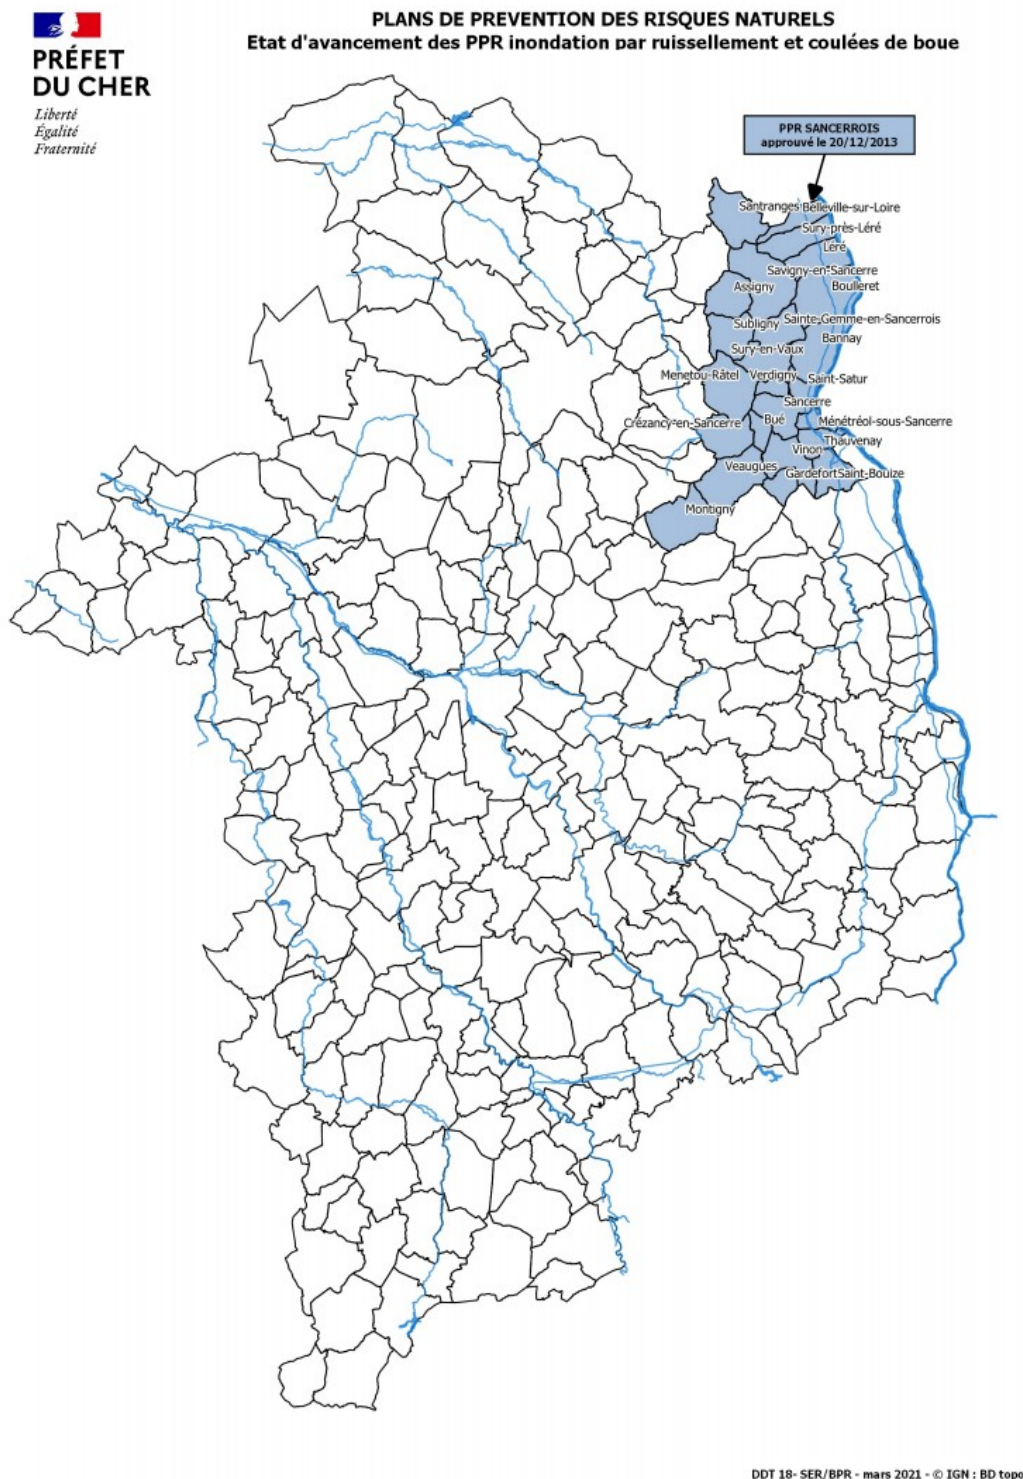 PLANS DE PREVENTION DES RISQUES NATURELS
Etat d'avancement des PPR inondation par ruissellement et coulées de boue
PRÉFET
DU CHER
Liberté
Égalité
Fraternité
PPR SANCERROIS
approuvé le 20/12/2013
Santranges
Belleville-sur-Loire
Sury-près-Léré
Léré
Savigny-en-Sancerre
Assigny
Boulleret
Subligny
Sainte-Gemme-en-Sancerrois
Bannay
Sury-en-Vaux
Menetou-Râtel
Verdigny
Saint-Satur
Sancerre
Crézancy-en-Sancerre
Bué
Ménétréol-sous-Sancerre
Thauvenay
Vinon
Veaugues
Gardefort
Saint-Bouize
Montigny
DDT 18- SER/BPR - mars 2021 - © IGN : BD topo